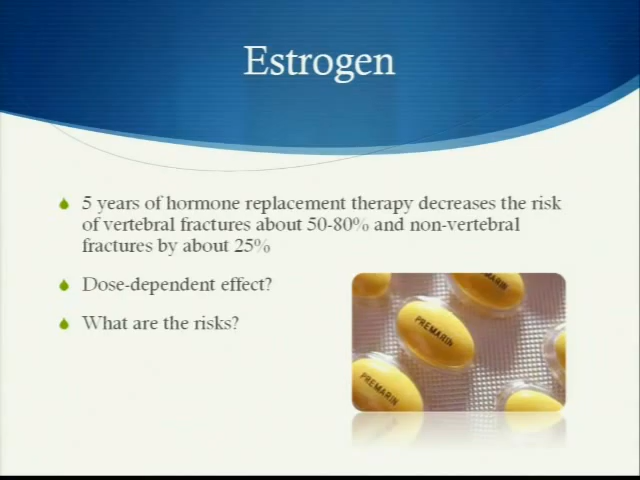 Estrogen
5 years of hormone replacement therapy decreases the risk
of vertebral fractures about 50-80% and non-vertebral
fractures by about 25%
Dose-dependent effect?
What are the risks?
PREMARIN
PREMARIN
PREMARIN